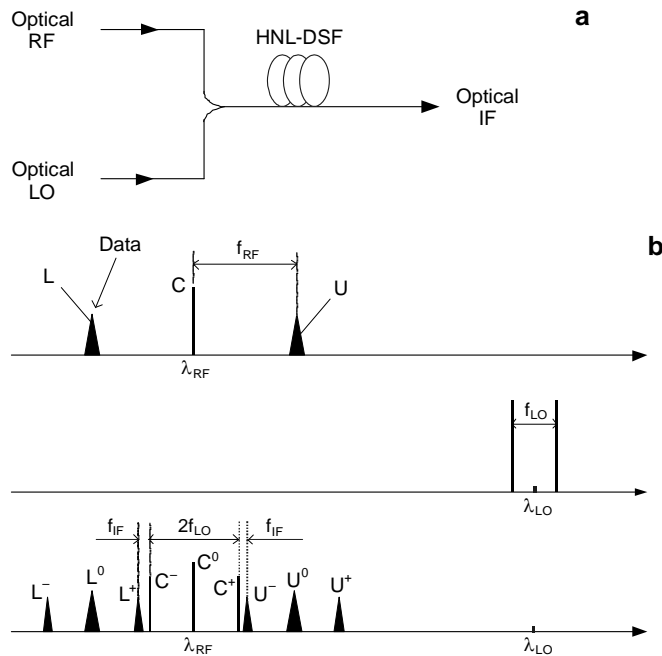 Optical
RF
HNL-DSF
a
Optical
IF
Optical
LO
b
Data
L
f_RF
C
U
λ_RF
f_LO
λ_LO
f_IF
2f_LO
f_IF
L⁻
L⁰
L⁺
C⁻
C⁰
C⁺
U⁻
U⁰
U⁺
λ_RF
λ_LO